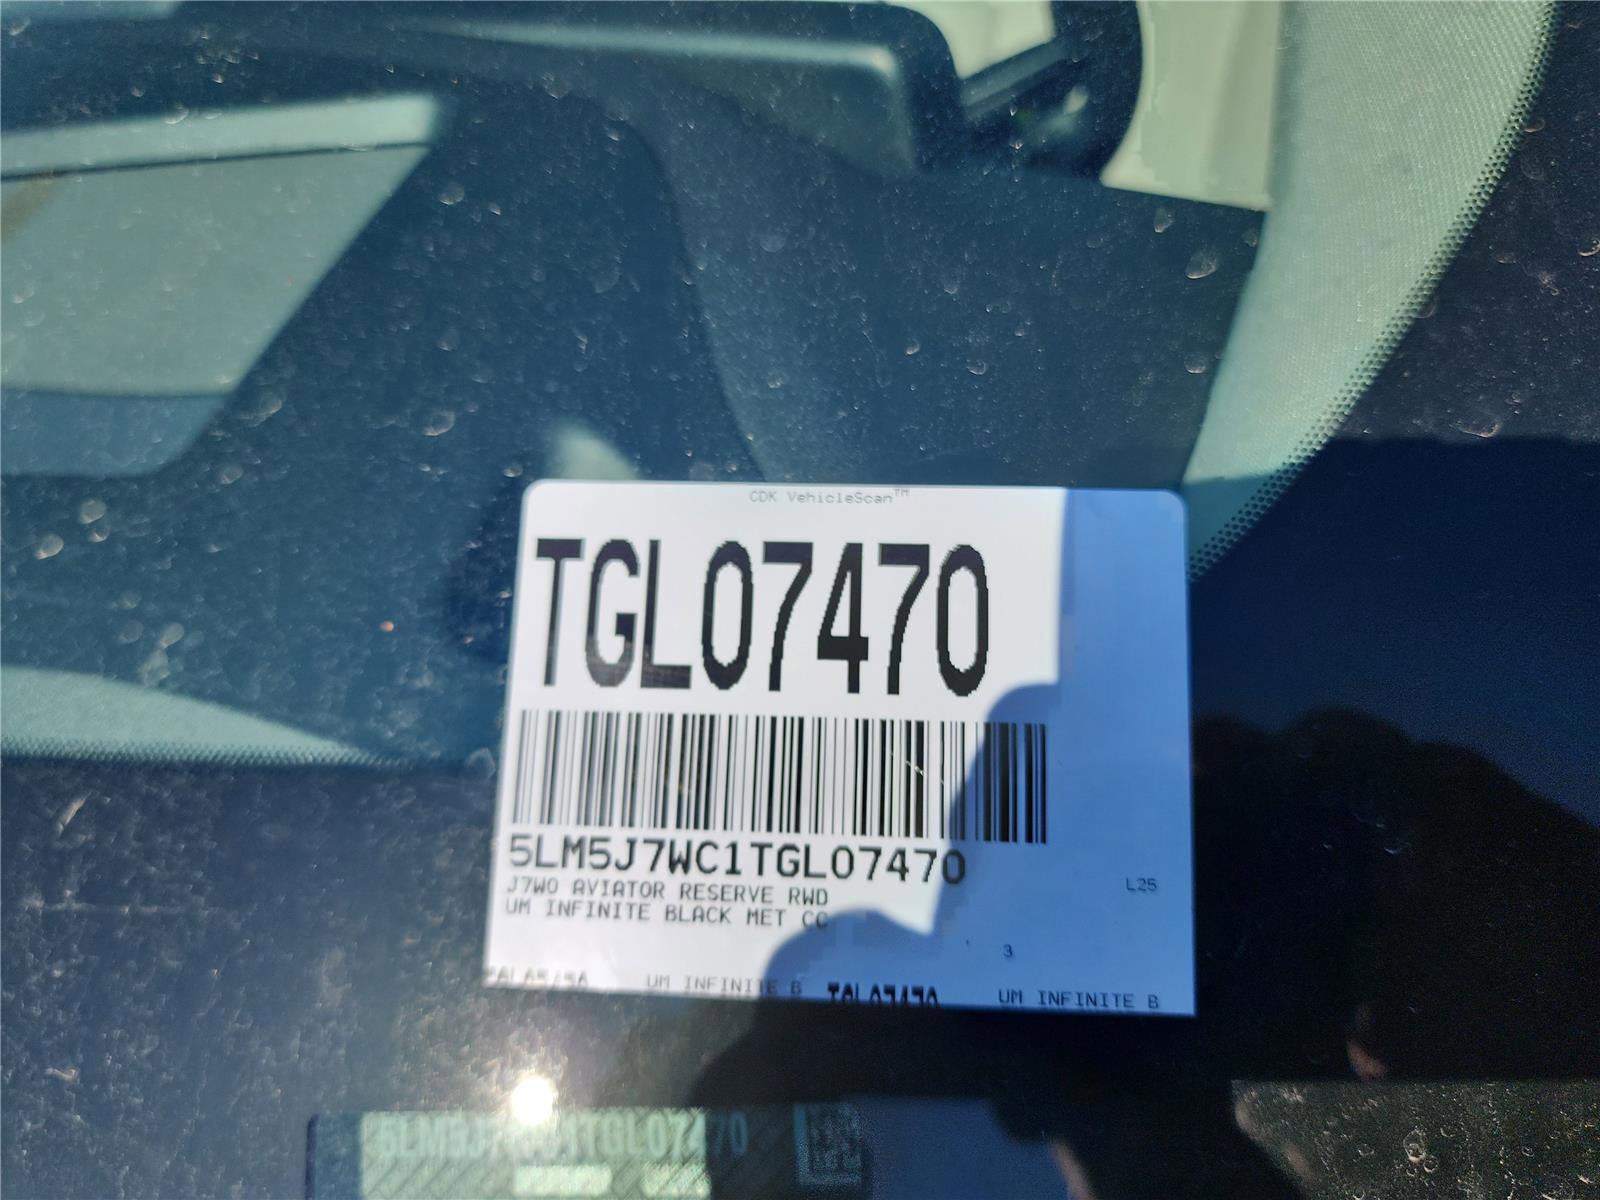 CDK VehicleScan™
TGL07470
5LM5J7WC1TGL07470
J7W0 AVIATOR RESERVE RWD
UM INFINITE BLACK MET CC
L25
3
UM INFINITE B
TGL07470
UM INFINITE B